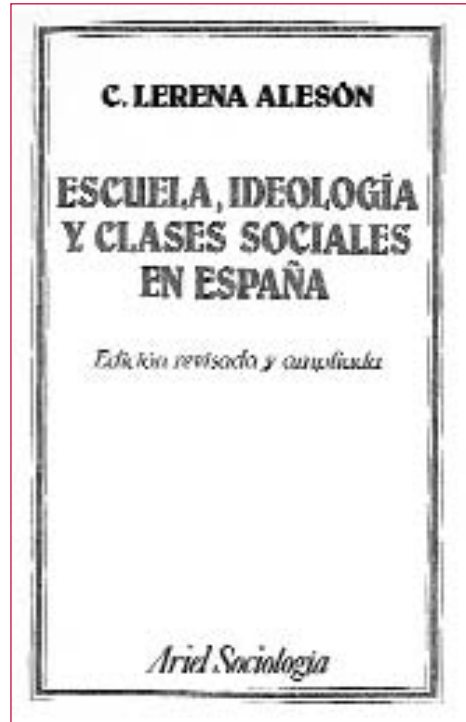 C. LERENA ALESÓN
ESCUELA, IDEOLOGÍA
Y CLASES SOCIALES
EN ESPAÑA
Edición revisada y ampliada
Ariel Sociología